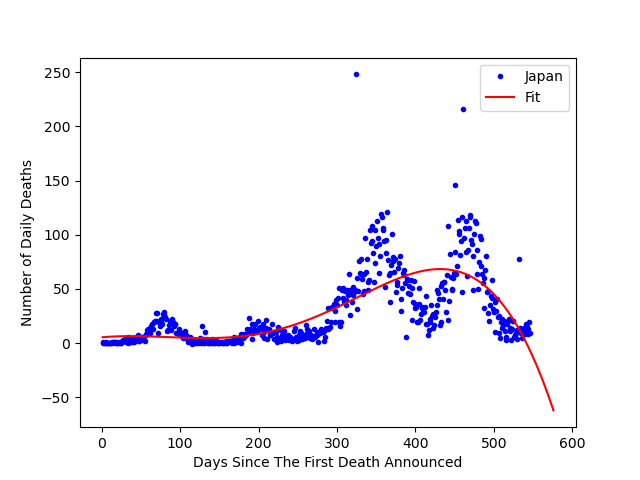 Japan
Fit
250
200
150
100
50
0
−50
0 100 200 300 400 500 600
Number of Daily Deaths
Days Since The First Death Announced